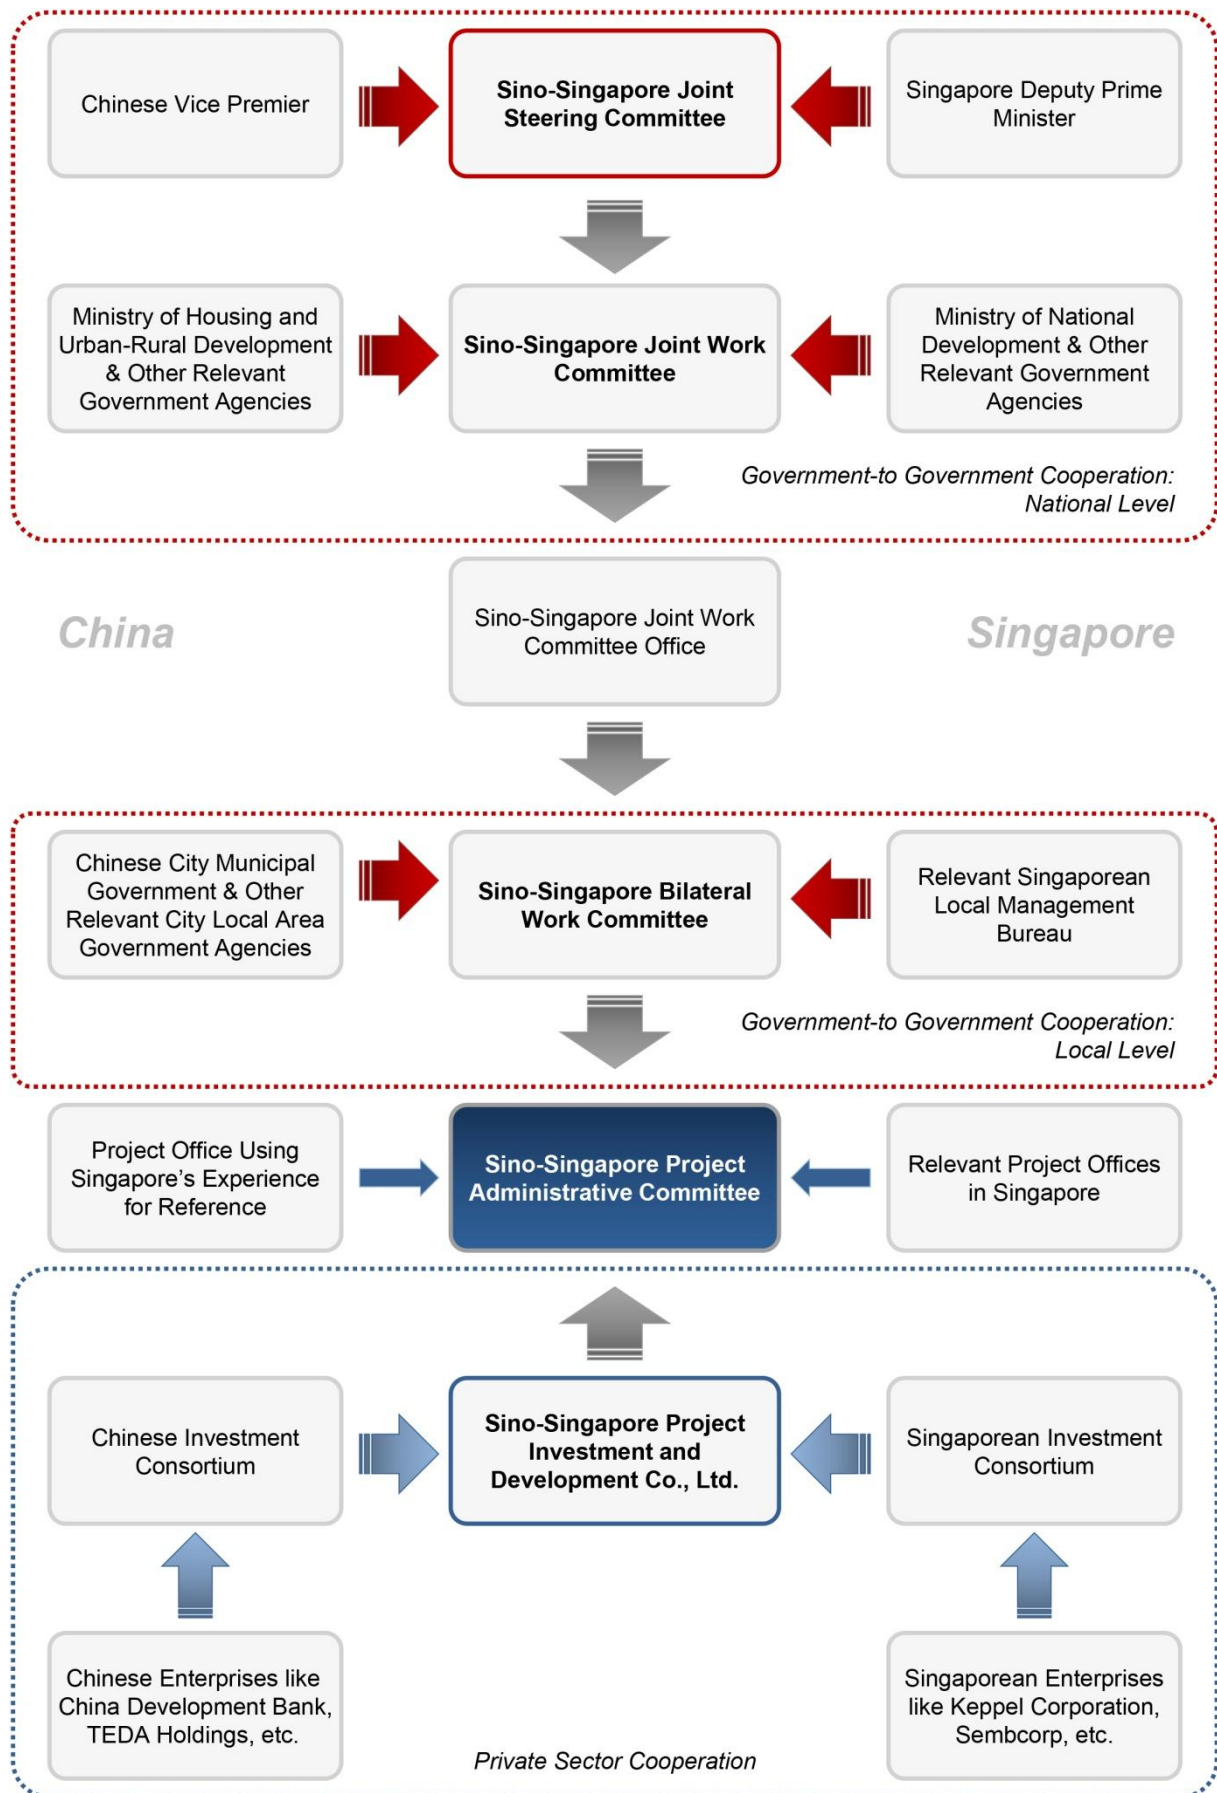 Chinese Vice Premier
Sino-Singapore Joint
Steering Committee
Singapore Deputy Prime
Minister
Ministry of Housing and
Urban-Rural Development
& Other Relevant
Government Agencies
Sino-Singapore Joint Work
Committee
Ministry of National
Development & Other
Relevant Government
Agencies
Government-to Government Cooperation:
National Level
China
Sino-Singapore Joint Work
Committee Office
Singapore
Chinese City Municipal
Government & Other
Relevant City Local Area
Government Agencies
Sino-Singapore Bilateral
Work Committee
Relevant Singaporean
Local Management
Bureau
Government-to Government Cooperation:
Local Level
Project Office Using
Singapore’s Experience
for Reference
Sino-Singapore Project
Administrative Committee
Relevant Project Offices
in Singapore
Chinese Investment
Consortium
Sino-Singapore Project
Investment and
Development Co., Ltd.
Singaporean Investment
Consortium
Chinese Enterprises like
China Development Bank,
TEDA Holdings, etc.
Singaporean Enterprises
like Keppel Corporation,
Sembcorp, etc.
Private Sector Cooperation